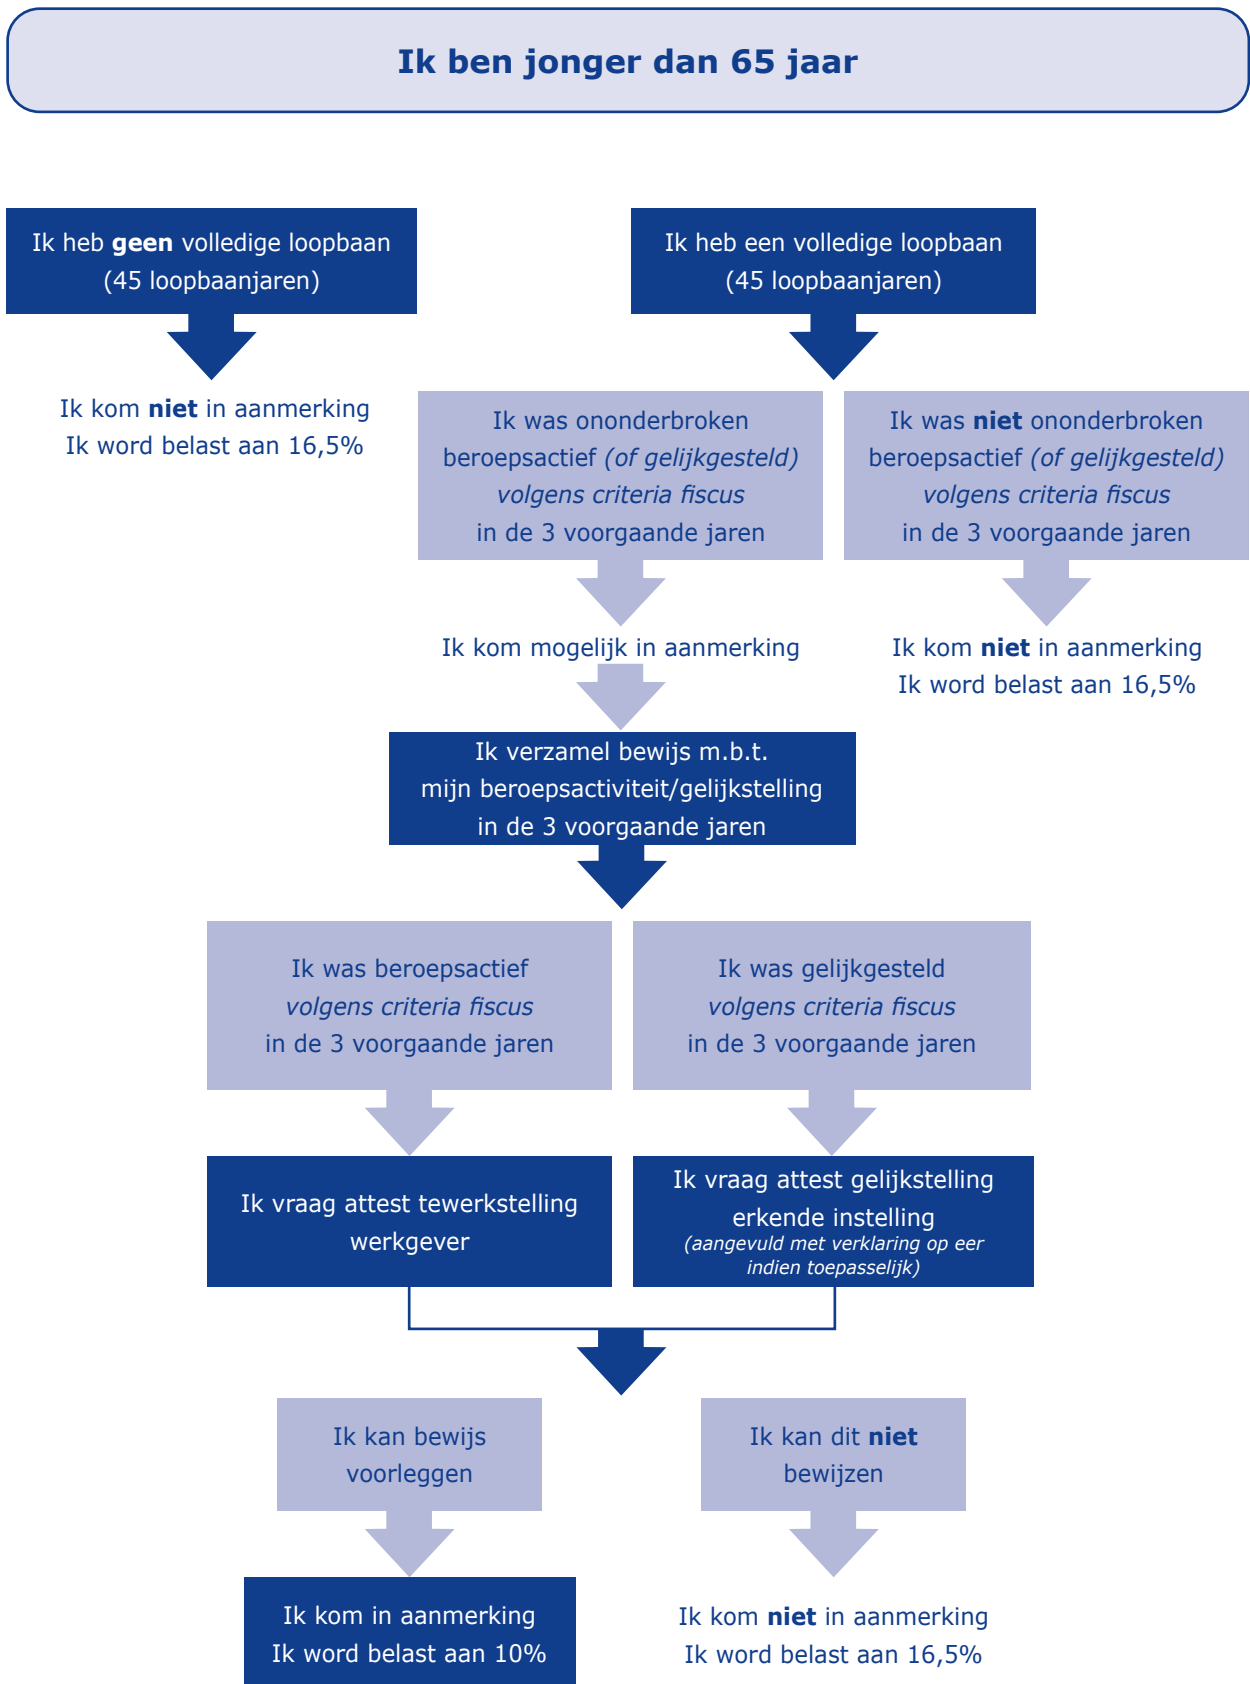 Ik ben jonger dan 65 jaar
Ik heb geen volledige loopbaan
(45 loopbaanjaren)
Ik heb een volledige loopbaan
(45 loopbaanjaren)
Ik kom niet in aanmerking
Ik word belast aan 16,5%
Ik was ononderbroken
beroepsactief (of gelijkgesteld)
volgens criteria fiscus
in de 3 voorgaande jaren
Ik was niet ononderbroken
beroepsactief (of gelijkgesteld)
volgens criteria fiscus
in de 3 voorgaande jaren
Ik kom mogelijk in aanmerking
Ik kom niet in aanmerking
Ik word belast aan 16,5%
Ik verzamel bewijs m.b.t.
mijn beroepsactiviteit/gelijkstelling
in de 3 voorgaande jaren
Ik was beroepsactief
volgens criteria fiscus
in de 3 voorgaande jaren
Ik was gelijkgesteld
volgens criteria fiscus
in de 3 voorgaande jaren
Ik vraag attest tewerkstelling
werkgever
Ik vraag attest gelijkstelling
erkende instelling
(aangevuld met verklaring op eer
indien toepasselijk)
Ik kan bewijs
voorleggen
Ik kan dit niet
bewijzen
Ik kom in aanmerking
Ik word belast aan 10%
Ik kom niet in aanmerking
Ik word belast aan 16,5%